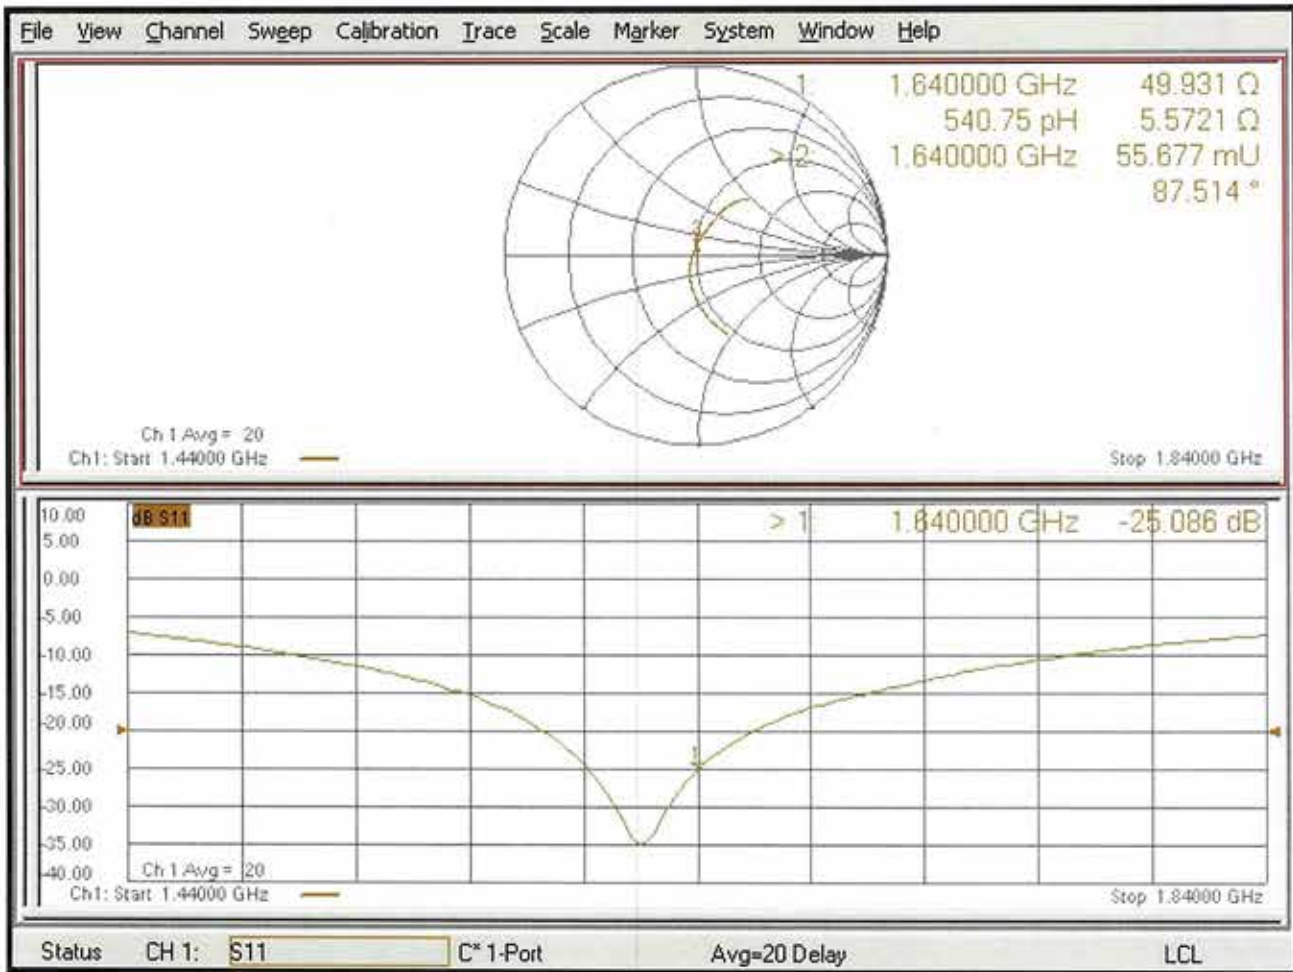 File View Channel Sweep Calibration Trace Scale Marker System Window Help
1: 1.640000 GHz 49.931 Ω
540.75 pH 5.5721 Ω
> 2: 1.640000 GHz 55.677 mU
87.514 °
Ch 1 Avg = 20
Ch1: Start 1.44000 GHz
Stop 1.84000 GHz
10.00
dB S11
> 1: 1.640000 GHz -25.086 dB
5.00
0.00
-5.00
-10.00
-15.00
-20.00
-25.00
1
-30.00
-35.00
-40.00
Ch 1 Avg = 20
Ch1: Start 1.44000 GHz
Stop 1.84000 GHz
Status CH 1: S11 C* 1-Port Avg=20 Delay LCL